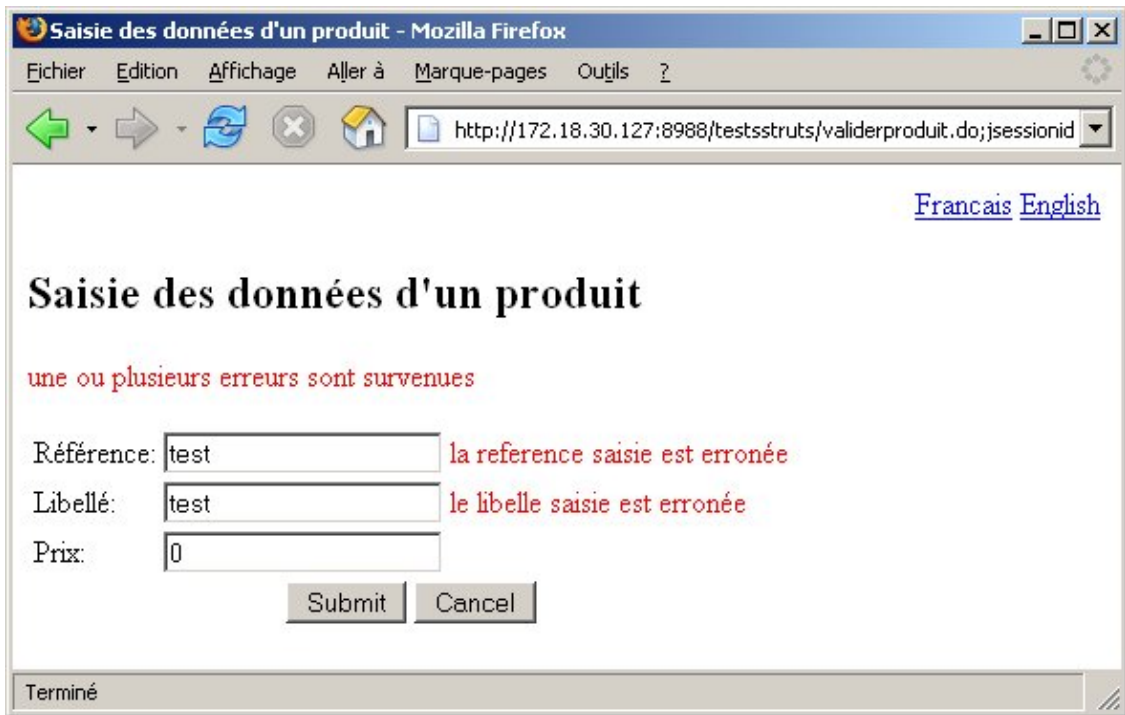 Saisie des données d'un produit - Mozilla Firefox
Fichier Edition Affichage Aller à Marque-pages Outils ?
http://172.18.30.127:8988/testsstruts/validerproduit.do;jsessionid
Francais English
Saisie des données d'un produit
une ou plusieurs erreurs sont survenues
Référence: test la reference saisie est erronée
Libellé: test le libelle saisie est erronée
Prix: 0
Submit Cancel
Terminé